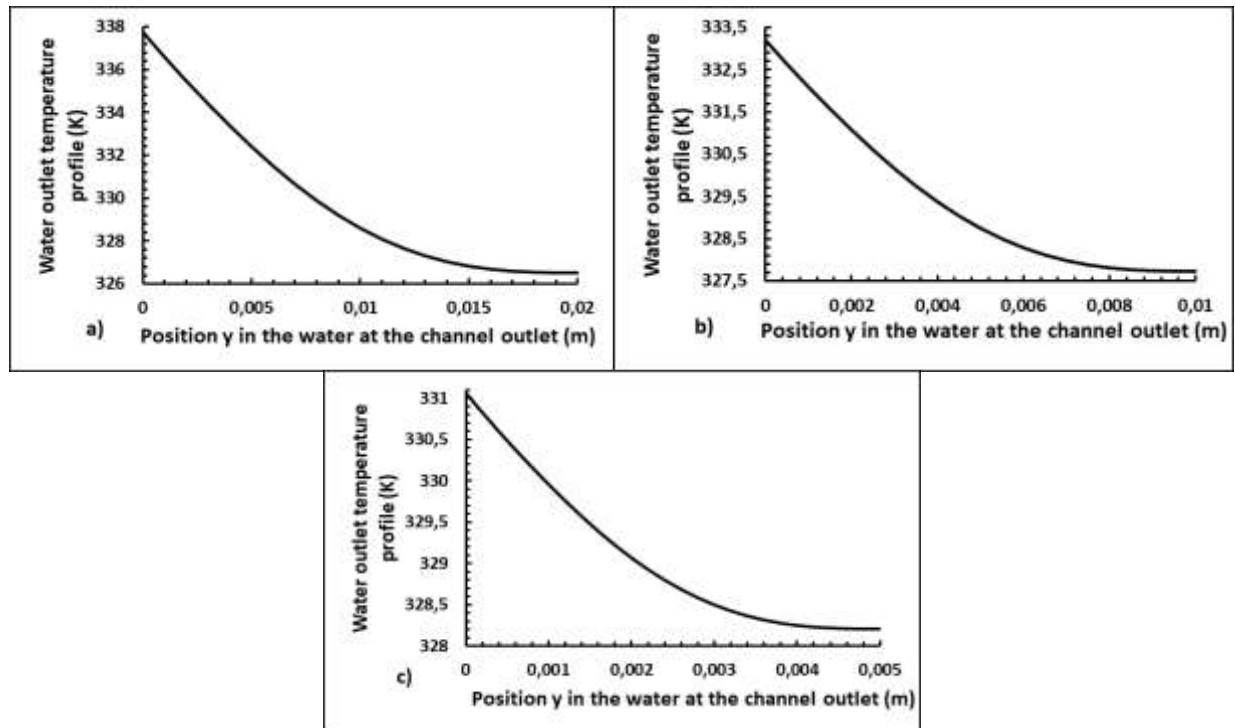 Water outlet temperature
profile (K)
338
336
334
332
330
328
326
0 0,005 0,01 0,015 0,02
a) Position y in the water at the channel outlet (m)
Water outlet temperature
profile (K)
333,5
332,5
331,5
330,5
329,5
328,5
327,5
0 0,002 0,004 0,006 0,008 0,01
b) Position y in the water at the channel outlet (m)
Water outlet temperature
profile (K)
331
330,5
330
329,5
329
328,5
328
0 0,001 0,002 0,003 0,004 0,005
c) Position y in the water at the channel outlet (m)